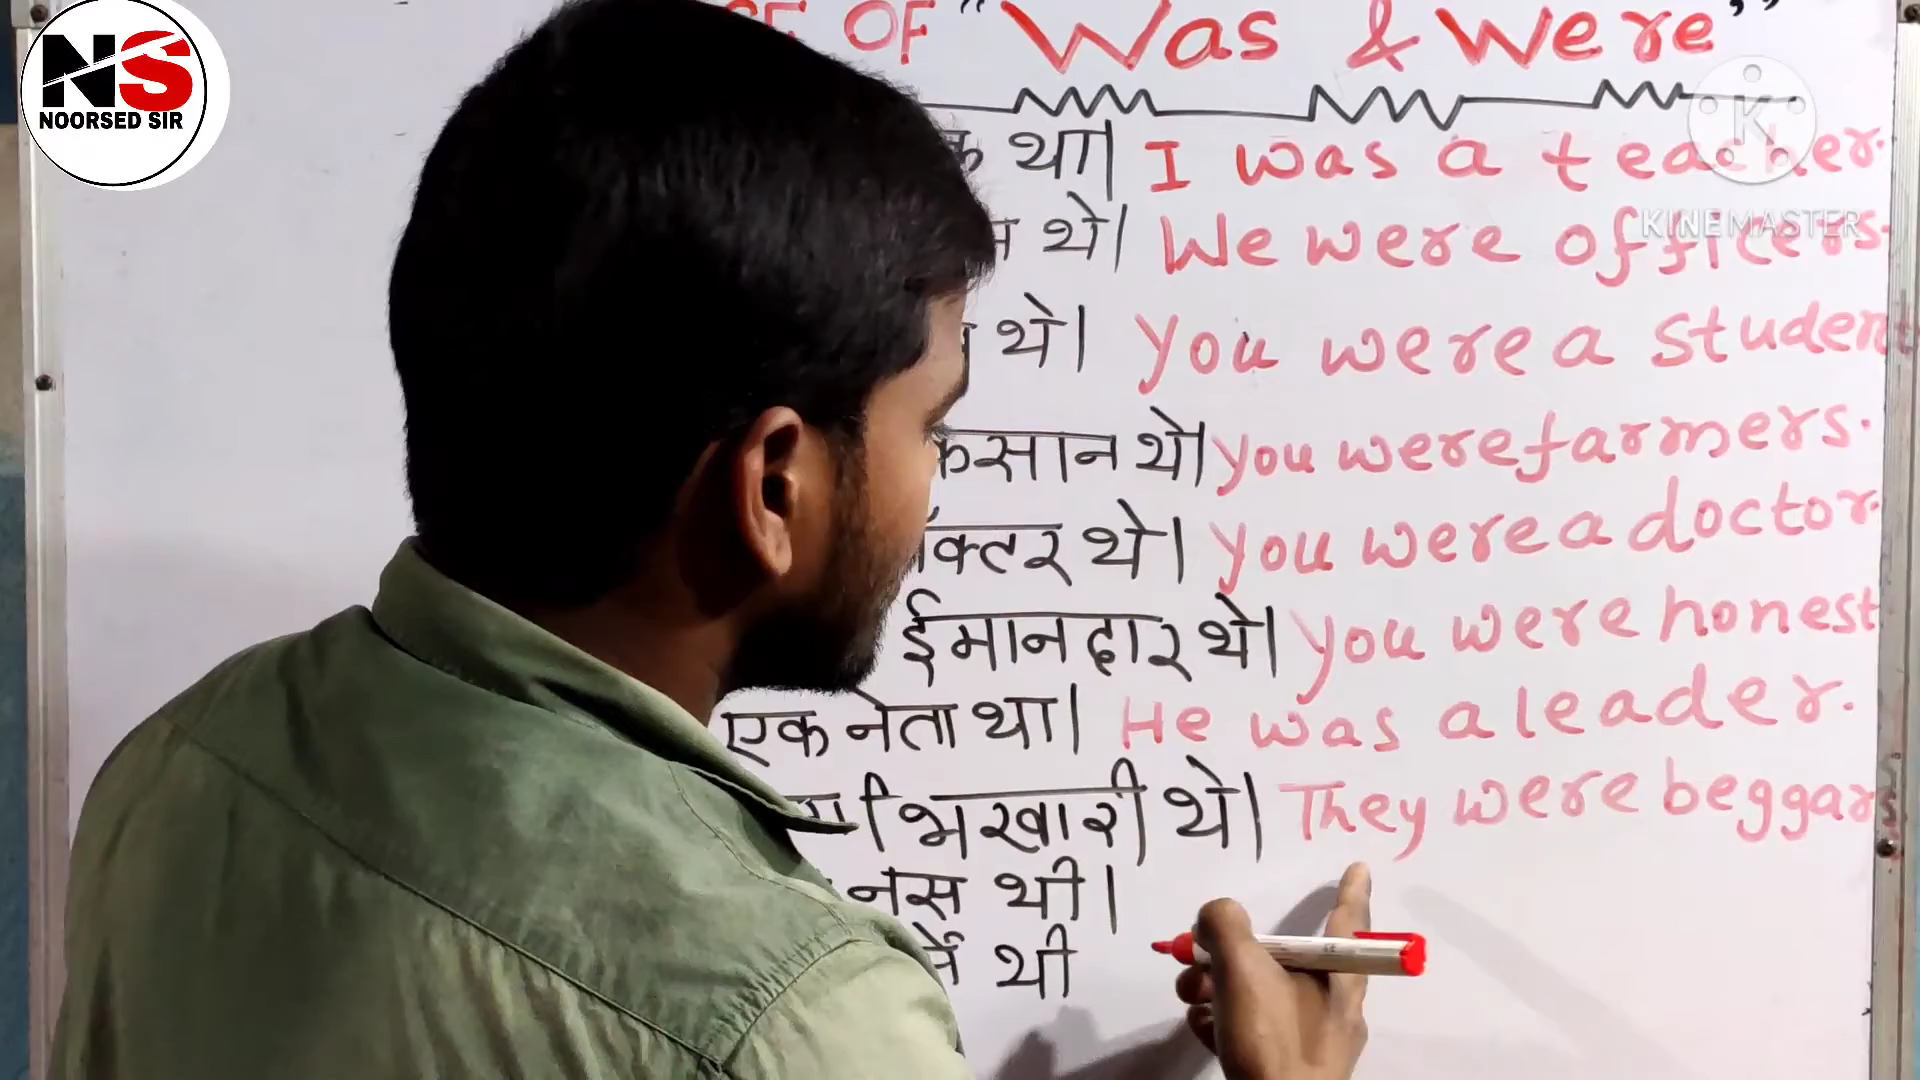 NS
NOORSED SIR
OF "Was & Were"
था। I was a teacher.
थे। We were officers.
थे। You were a student
थे। You were farmers.
थे। You were a doctor.
ईमानदार थे। You were honest
एक नेता था। He was a leader.
भिखारी थे। They were beggars
नर्स थी।
थी
K
KINEMASTER